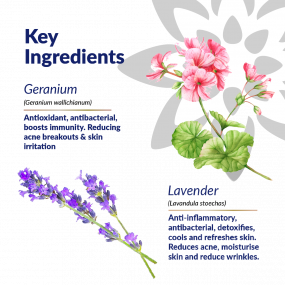 Key
Ingredients
Geranium
(Geranium wallichianum)
Antioxidant, antibacterial,
boosts immunity. Reducing
acne breakouts & skin
irritation
Lavender
(Lavandula stoechas)
Anti-inflammatory,
antibacterial, detoxifies,
cools and refreshes skin.
Reduces acne, moisturise
skin and reduce wrinkles.